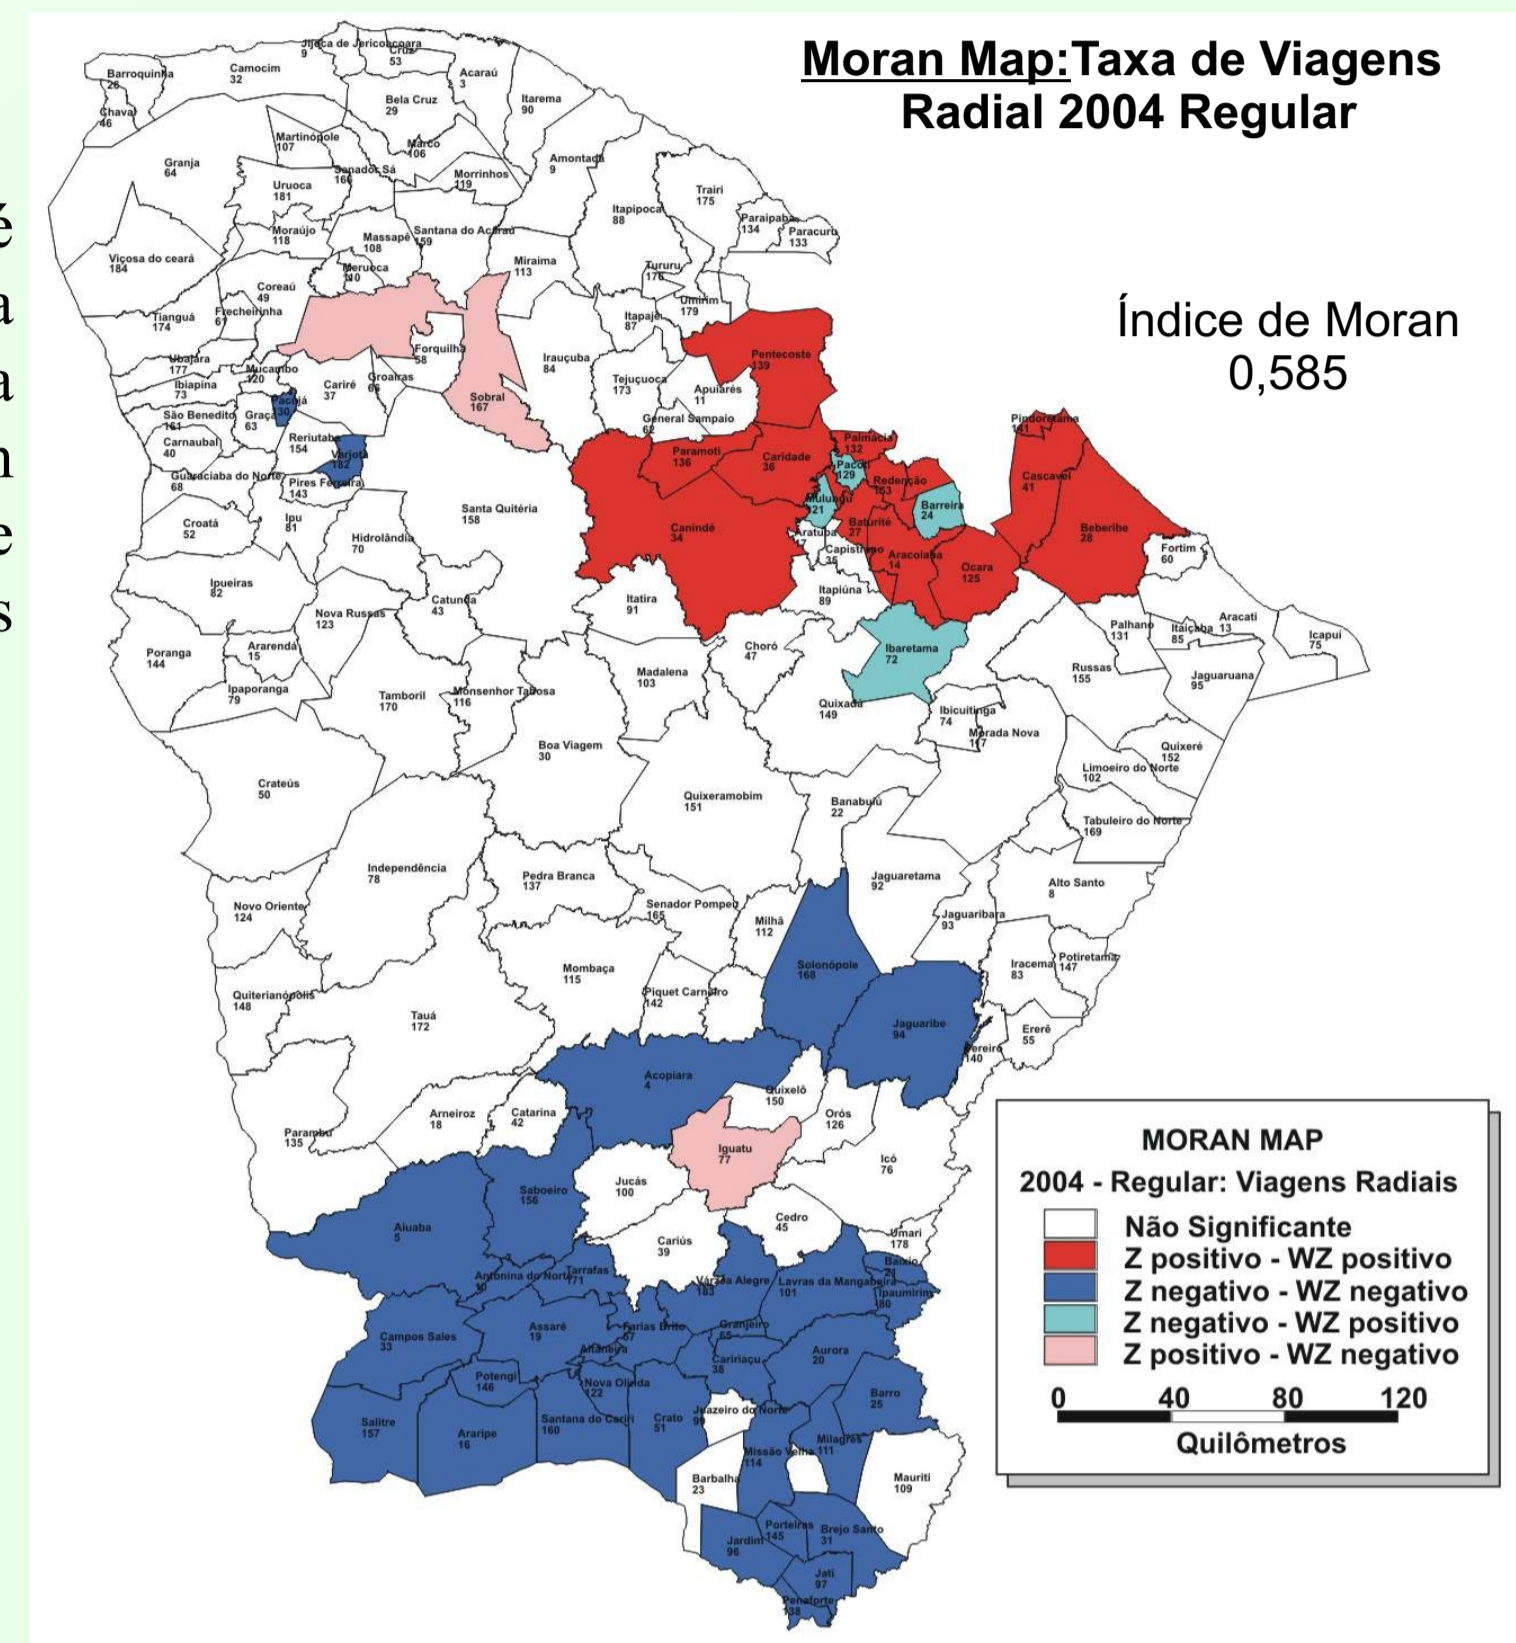 é
a
a
n
e
s
Moran Map:Taxa de Viagens
Radial 2004 Regular
Índice de Moran
0,585
Jijoca de Jericoacoara
9
Cruz
53
Barroquinha
26
Camocim
32
Acaraú
3
Chaval
46
Bela Cruz
29
Itarema
90
Martinópole
107
Marco
106
Granja
64
Senador Sá
166
Morrinhos
119
Amontada
9
Uruoca
181
Trairi
175
Itapipoca
88
Paraipaba
134
Paracuru
133
Moraújo
118
Massapê
108
Santana do Acaraú
159
Viçosa do ceará
184
Meruoca
110
Miraíma
113
Tururu
176
Coreaú
49
Umirim
179
Tianguá
174
Frecheirinha
61
Itapajé
87
Ubajara
177
Forquilha
58
Irauçuba
84
Pentecoste
139
Mucambo
120
Ibiapina
73
Cariré
37
Groaíras
66
Tejuçuoca
173
Apuiarés
11
Pacujá
130
Sobral
167
São Benedito
161
Graça
63
General Sampaio
62
Pindoretama
141
Carnaubal
40
Reriutaba
154
Varjota
182
Paramoti
136
Caridade
36
Palmácia
132
Pacoti
129
Guaraciaba do Norte
68
Pires Ferreira
143
Redenção
153
Cascavel
41
Mulungu
121
Barreira
24
Croatá
52
Ipu
81
Santa Quitéria
158
Canindé
34
Baturité
27
Beberibe
28
Hidrolândia
70
Aratuba
17
Capistrano
35
Aracoiaba
14
Ocara
125
Fortim
60
Ipueiras
82
Catunda
43
Itatira
91
Itapiúna
89
Nova Russas
123
Palhano
131
Itaiçaba
85
Aracati
13
Icapuí
75
Poranga
144
Ararendá
15
Choró
47
Ibaretama
72
Madalena
103
Russas
155
Jaguaruana
95
Ipaporanga
79
Tamboril
170
Monsenhor Tabosa
116
Quixadá
149
Ibicuitinga
74
Morada Nova
117
Boa Viagem
30
Quixeré
152
Limoeiro do Norte
102
Crateús
50
Quixeramobim
151
Banabuiú
22
Tabuleiro do Norte
169
Independência
78
Pedra Branca
137
Jaguaretama
92
Alto Santo
8
Novo Oriente
124
Senador Pompeu
165
Milhã
112
Jaguaribara
93
Mombaça
115
Solonópole
168
Iracema
83
Potiretama
147
Quiterianópolis
148
Piquet Carneiro
142
Tauá
172
Jaguaribe
94
Ererê
55
Pereiro
140
Acopiara
4
Quixelô
150
Arneiroz
18
Catarina
42
Orós
126
Parambu
135
Iguatu
77
Icó
76
Jucás
100
Saboeiro
156
Aiuaba
5
Cedro
45
Cariús
39
Umari
178
Baixio
21
Antonina do Norte
10
Tarrafas
171
Várzea Alegre
183
Lavras da Mangabeira
101
Ipaumirim
80
Campos Sales
33
Assaré
19
Farias Brito
57
Granjeiro
65
Altaneira
Caririaçu
38
Aurora
20
Potengi
146
Nova Olinda
122
Barro
25
Salitre
157
Araripe
16
Santana do Cariri
160
Crato
51
Juazeiro do Norte
99
Missão Velha
114
Milagres
111
Barbalha
23
Mauriti
109
Jardim
96
Porteiras
145
Brejo Santo
31
Jati
97
Penaforte
138
MORAN MAP
2004 - Regular: Viagens Radiais
Não Significante
Z positivo - WZ positivo
Z negativo - WZ negativo
Z negativo - WZ positivo
Z positivo - WZ negativo
0 40 80 120
Quilômetros